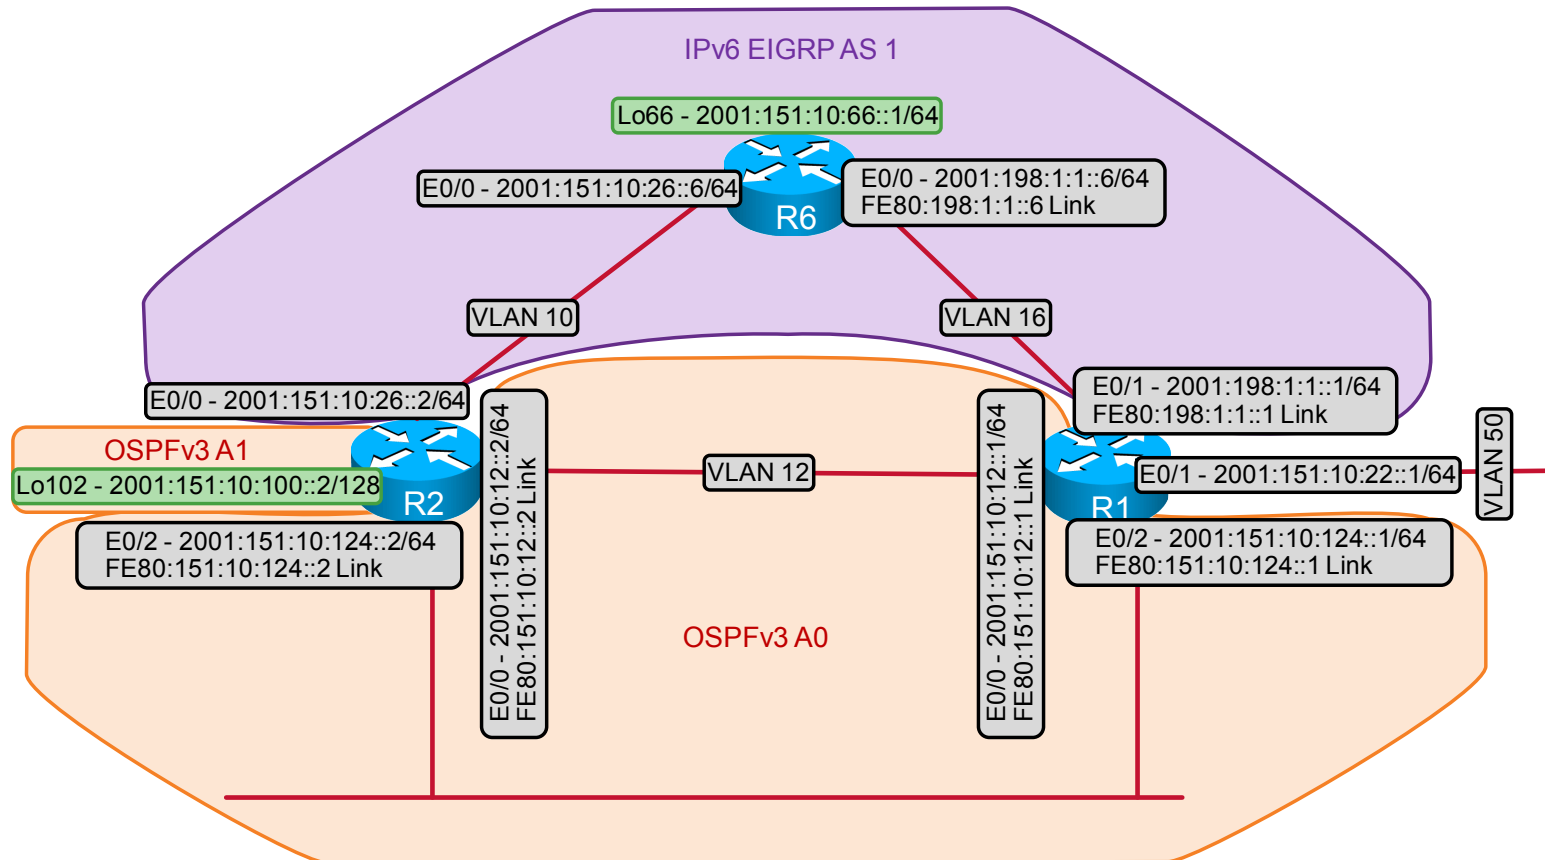 IPv6 EIGRP AS 1
Lo66 - 2001:151:10:66::1/64
E0/0 - 2001:151:10:26::6/64
E0/0 - 2001:198:1:1::6/64
FE80:198:1:1::6 Link
R6
VLAN 10
VLAN 16
E0/0 - 2001:151:10:26::2/64
E0/1 - 2001:198:1:1::1/64
FE80:198:1:1::1 Link
OSPFv3 A1
Lo102 - 2001:151:10:100::2/128
R2
E0/0 - 2001:151:10:12::2/64
FE80:151:10:12::2 Link
VLAN 12
E0/0 - 2001:151:10:12::1/64
FE80:151:10:12::1 Link
E0/1 - 2001:151:10:22::1/64
VLAN 50
R1
E0/2 - 2001:151:10:124::2/64
FE80:151:10:124::2 Link
E0/2 - 2001:151:10:124::1/64
FE80:151:10:124::1 Link
OSPFv3 A0